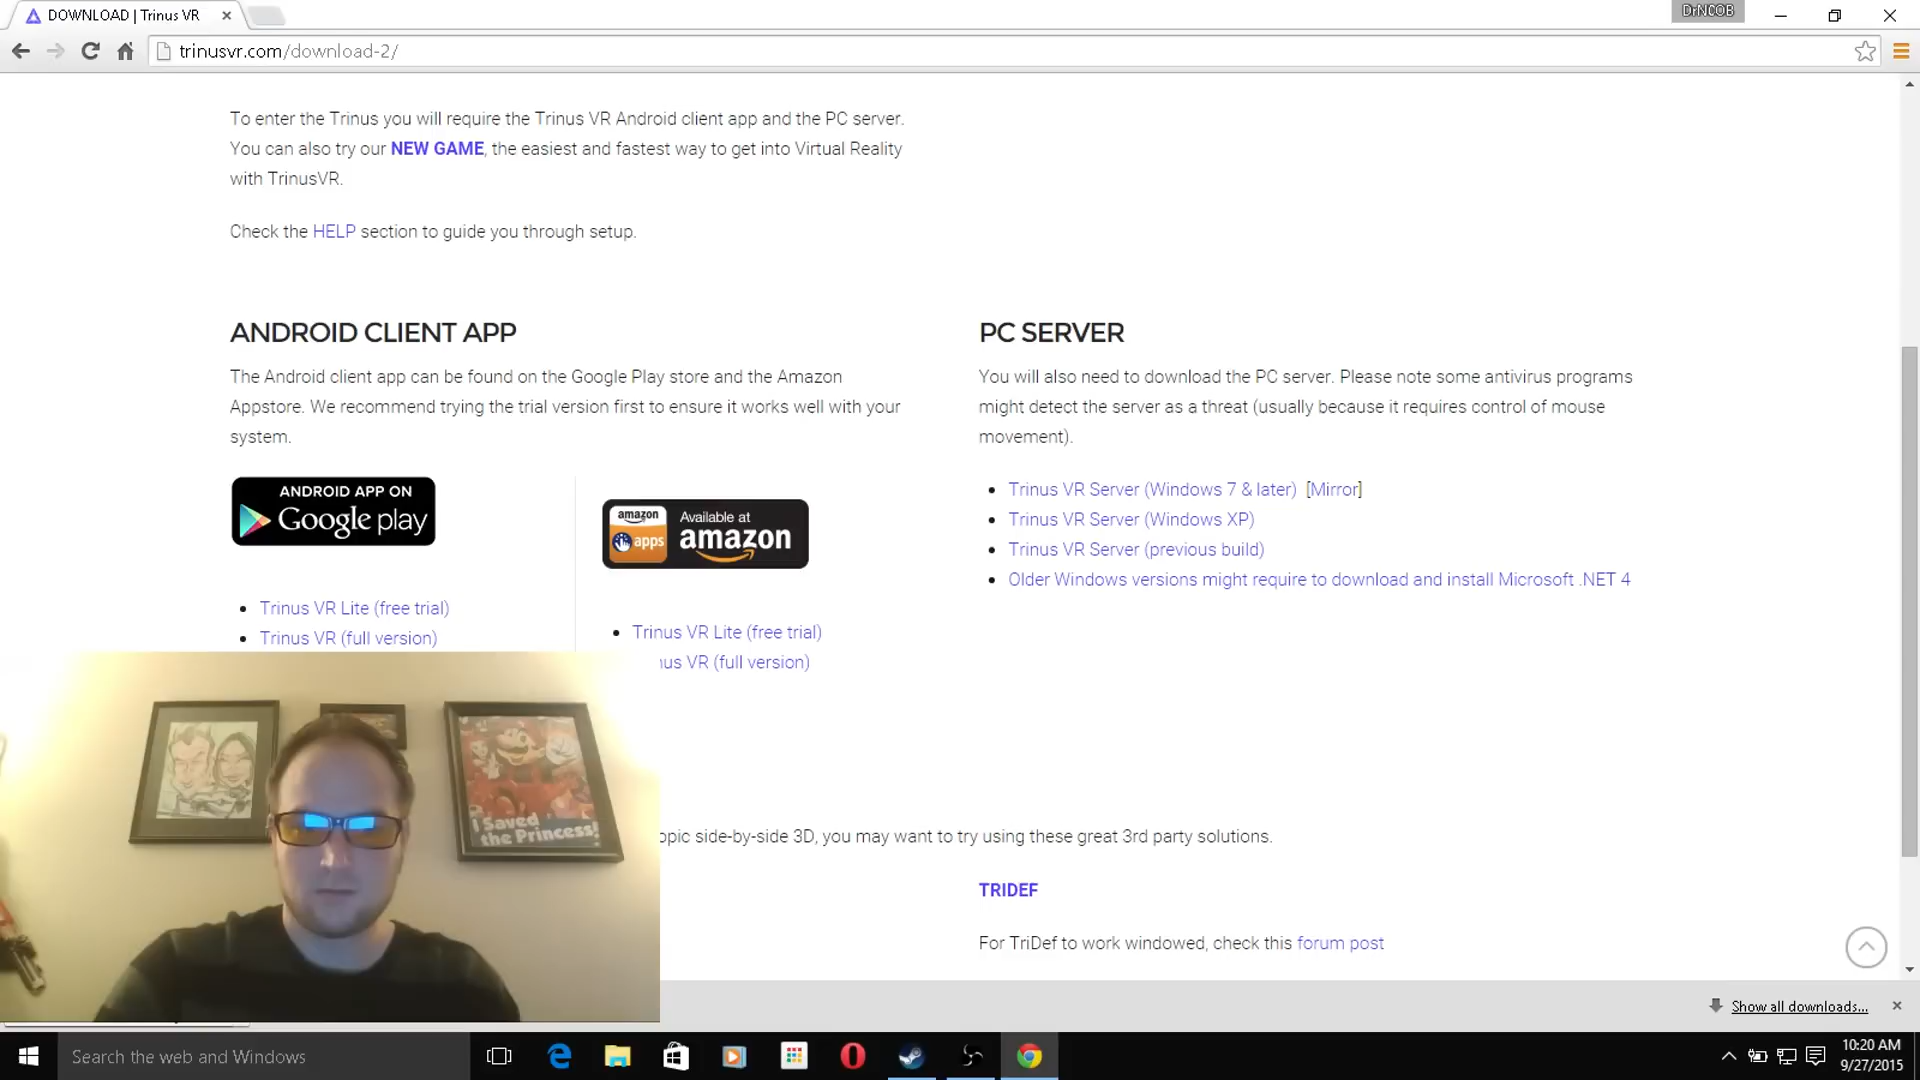 DOWNLOAD | Trinus VR
DrN00B
trinusvr.com/download-2/
To enter the Trinus you will require the Trinus VR Android client app and the PC server.
You can also try our NEW GAME, the easiest and fastest way to get into Virtual Reality
with TrinusVR.
Check the HELP section to guide you through setup.
ANDROID CLIENT APP
The Android client app can be found on the Google Play store and the Amazon
Appstore. We recommend trying the trial version first to ensure it works well with your
system.
ANDROID APP ON
Google play
amazon
apps
Available at
amazon
Trinus VR Lite (free trial)
Trinus VR (full version)
Trinus VR Lite (free trial)
nus VR (full version)
PC SERVER
You will also need to download the PC server. Please note some antivirus programs
might detect the server as a threat (usually because it requires control of mouse
movement).
Trinus VR Server (Windows 7 & later) [Mirror]
Trinus VR Server (Windows XP)
Trinus VR Server (previous build)
Older Windows versions might require to download and install Microsoft .NET 4
I Saved
the Princess!
opic side-by-side 3D, you may want to try using these great 3rd party solutions.
TRIDEF
For TriDef to work windowed, check this forum post
Show all downloads...
Search the web and Windows
10:20 AM
9/27/2015